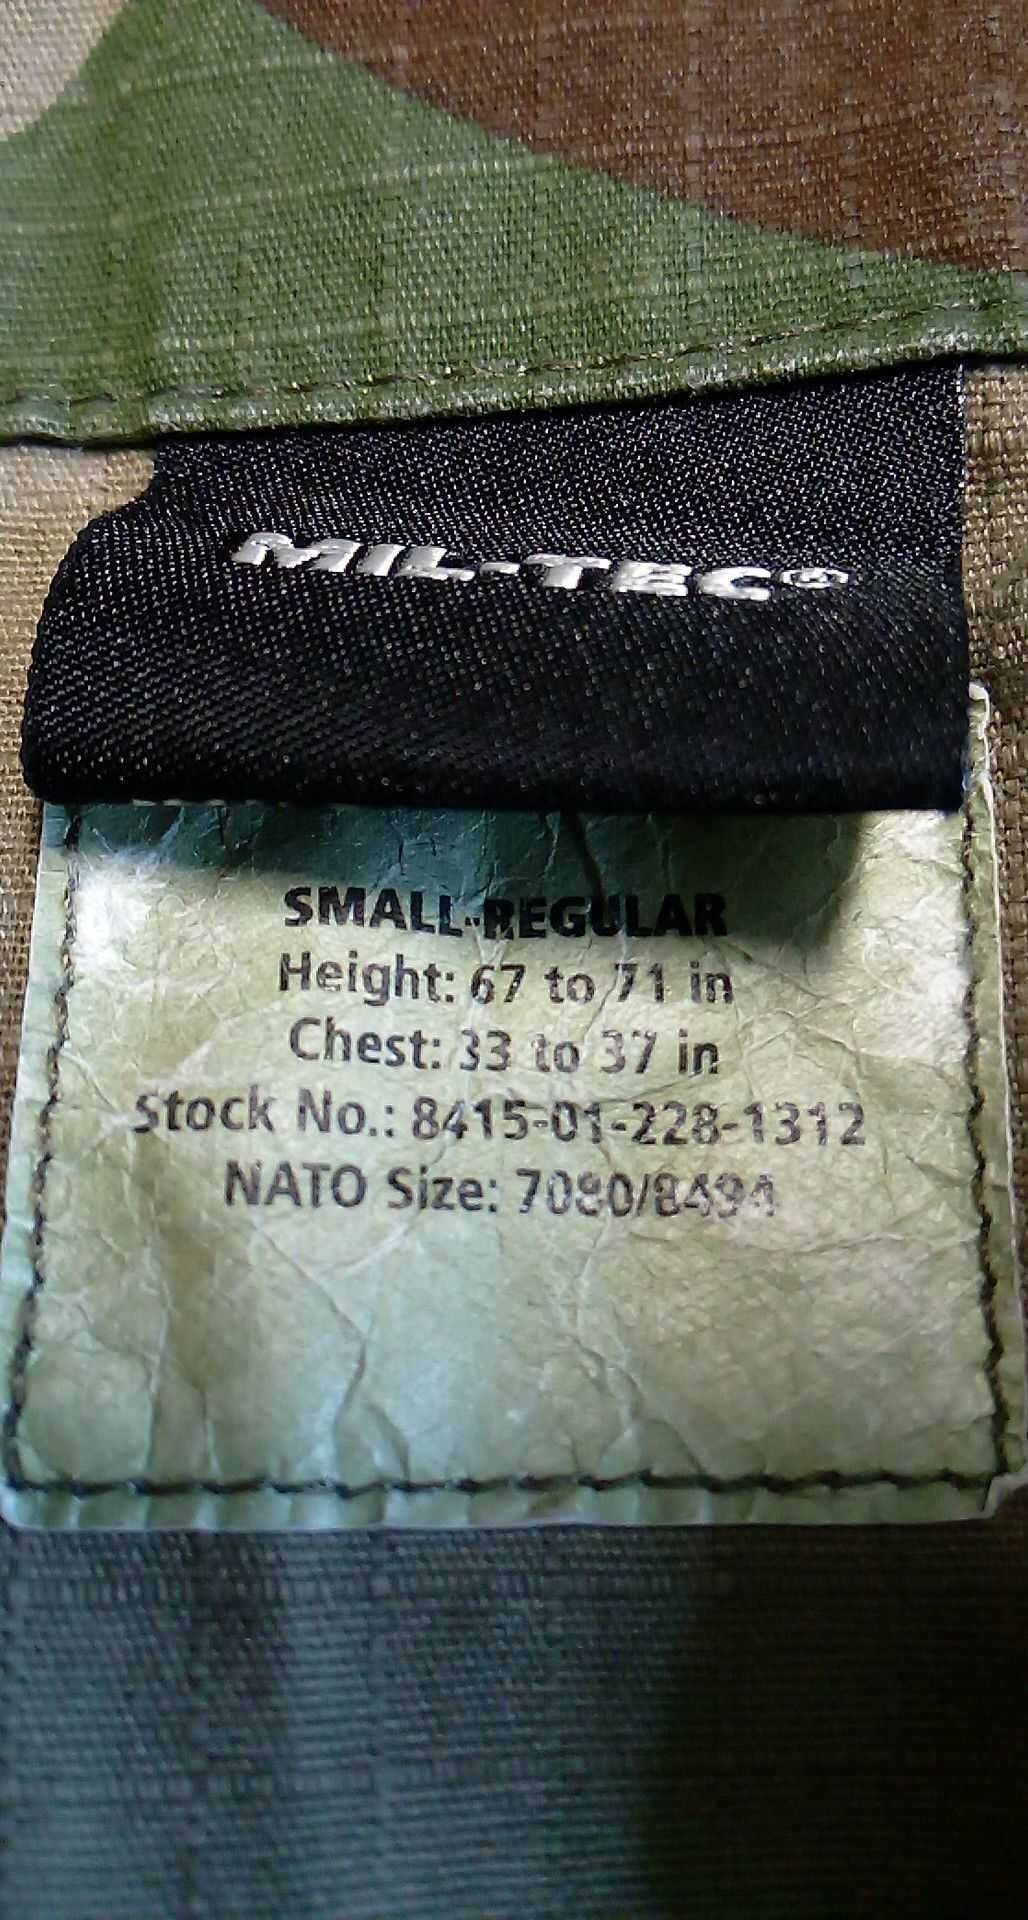 MIL-TEC®
SMALL-REGULAR
Height: 67 to 71 in
Chest: 33 to 37 in
Stock No.: 8415-01-228-1312
NATO Size: 7080/8494